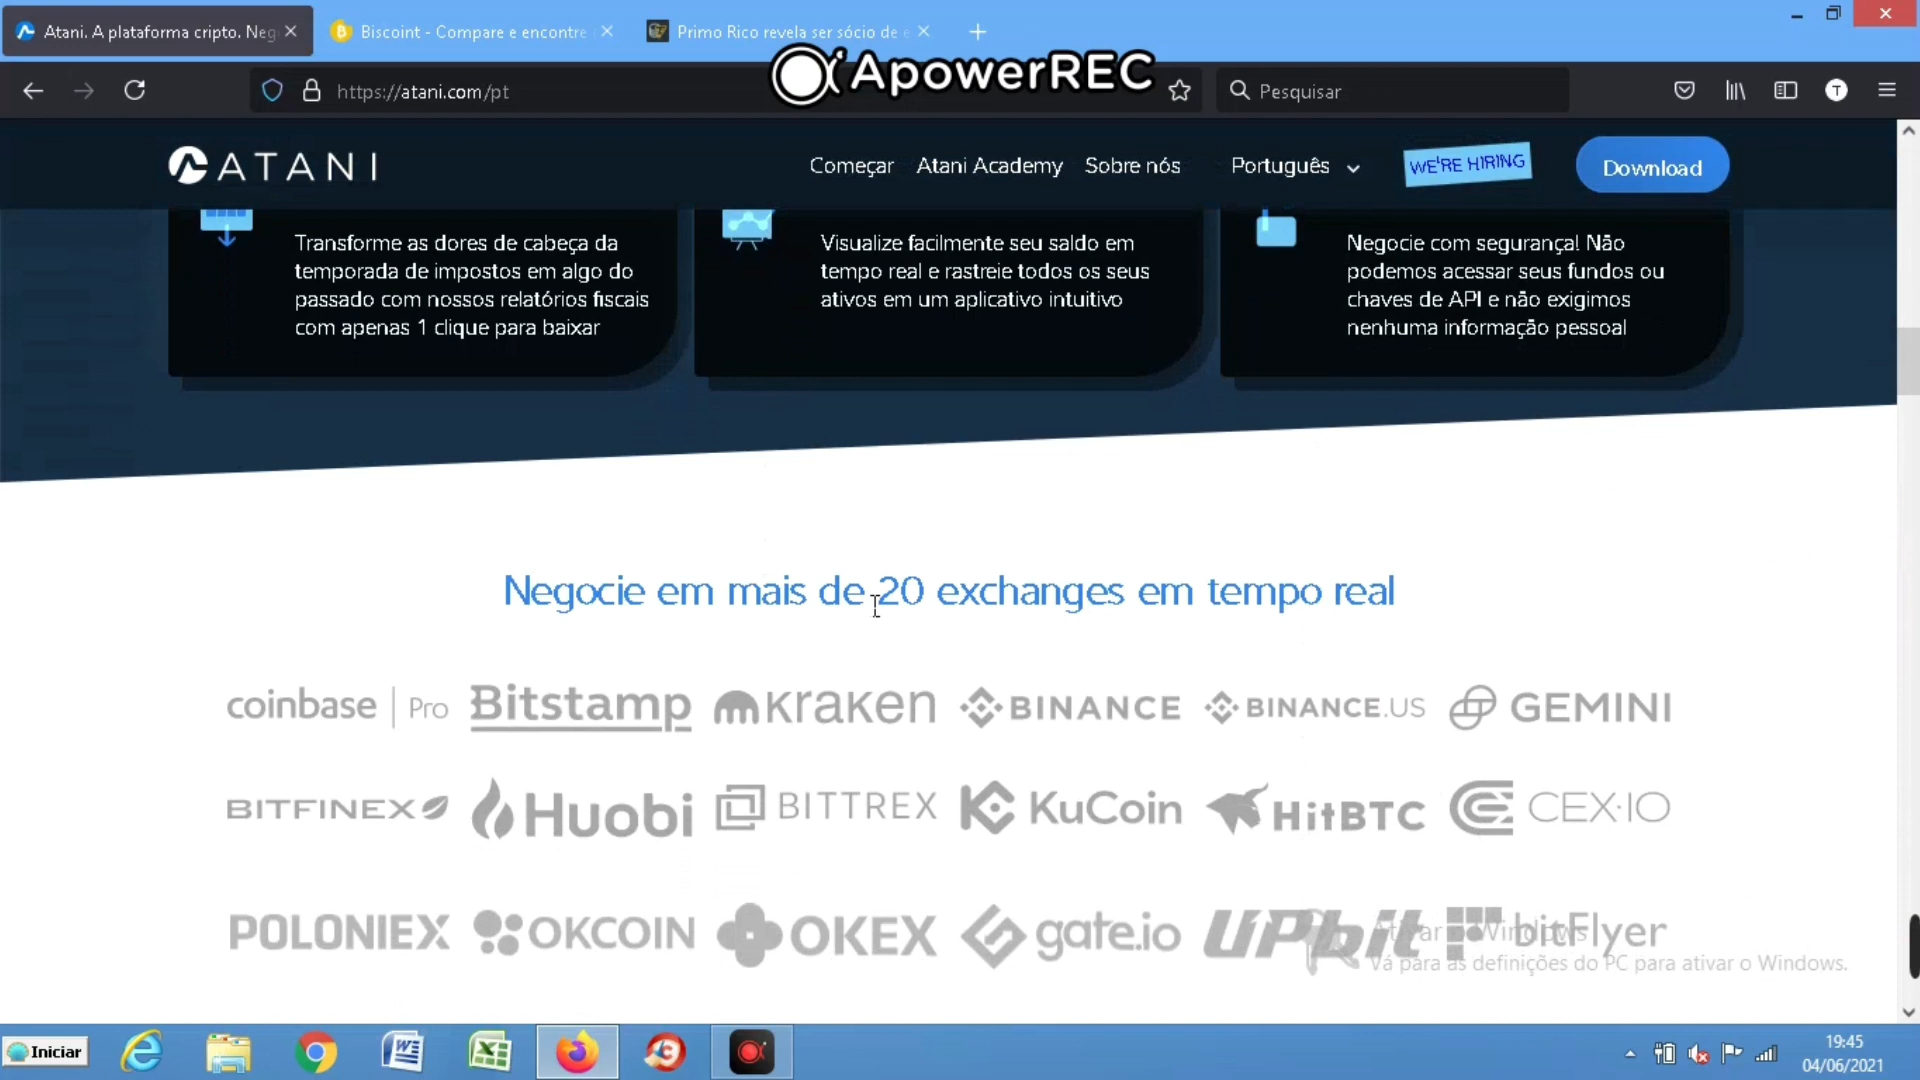 Atani. A plataforma cripto. Neg
Biscoint - Compare e encontre
Primo Rico revela ser sócio de e
ApowerREC
https://atani.com/pt
Pesquisar
T
ATANI
Começar
Atani Academy
Sobre nós
Português
WE'RE HIRING
Download
Transforme as dores de cabeça da
temporada de impostos em algo do
passado com nossos relatórios fiscais
com apenas 1 clique para baixar
Visualize facilmente seu saldo em
tempo real e rastreie todos os seus
ativos em um aplicativo intuitivo
Negocie com segurança! Não
podemos acessar seus fundos ou
chaves de API e não exigimos
nenhuma informação pessoal
Negocie em mais de 20 exchanges em tempo real
coinbase | Pro
Bitstamp
kraken
BINANCE
BINANCE.US
GEMINI
BITFINEX
Huobi
BITTREX
KuCoin
HitBTC
CEX·IO
POLONIEX
OKCOIN
OKEX
gate.io
UPbit
bitFlyer
Ativar o Windows
Vá para as definições do PC para ativar o Windows.
Iniciar
19:45
04/06/2021